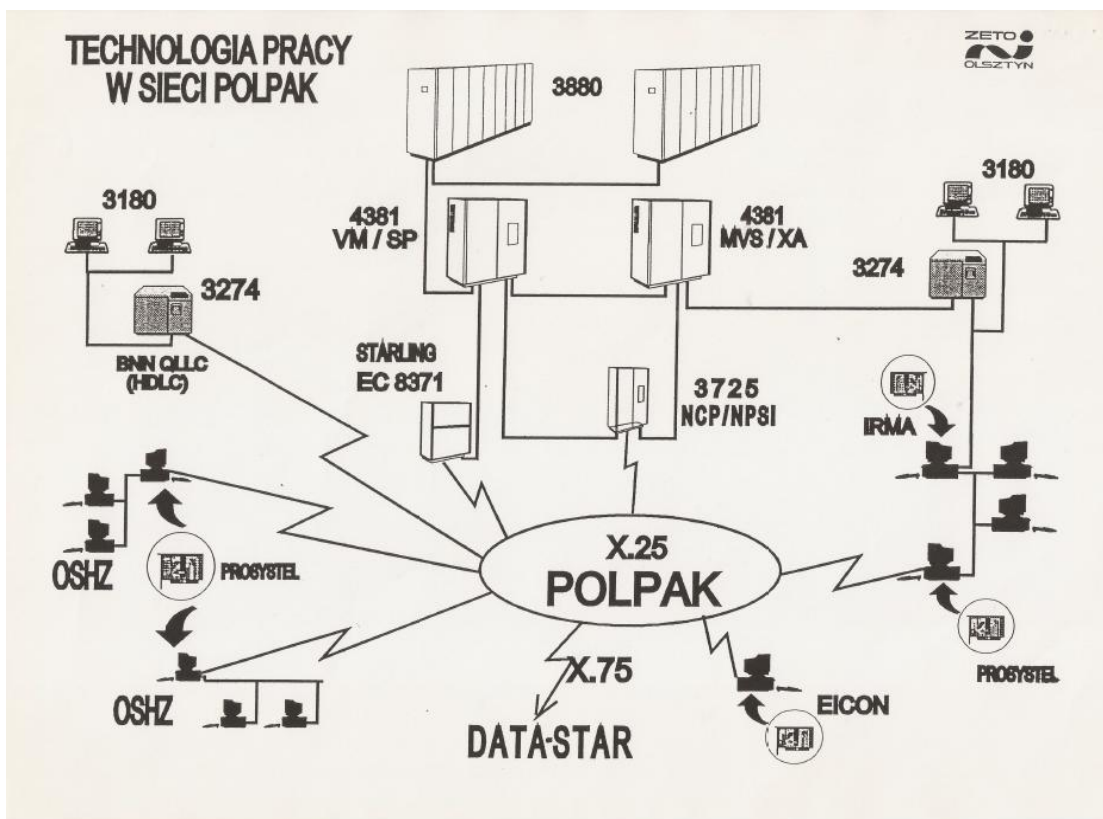 TECHNOLOGIA PRACY
W SIECI POLPAK
ZETO
OLSZTYN
3880
3180
4381
VM / SP
4381
MVS / XA
3180
3274
3274
BNN QLLC
(HDLC)
STARLING
EC 8371
3725
NCP/NPSI
IRMA
OSHZ
PROSYSTEL
X.25
POLPAK
PROSYSTEL
OSHZ
X.75
EICON
DATA-STAR